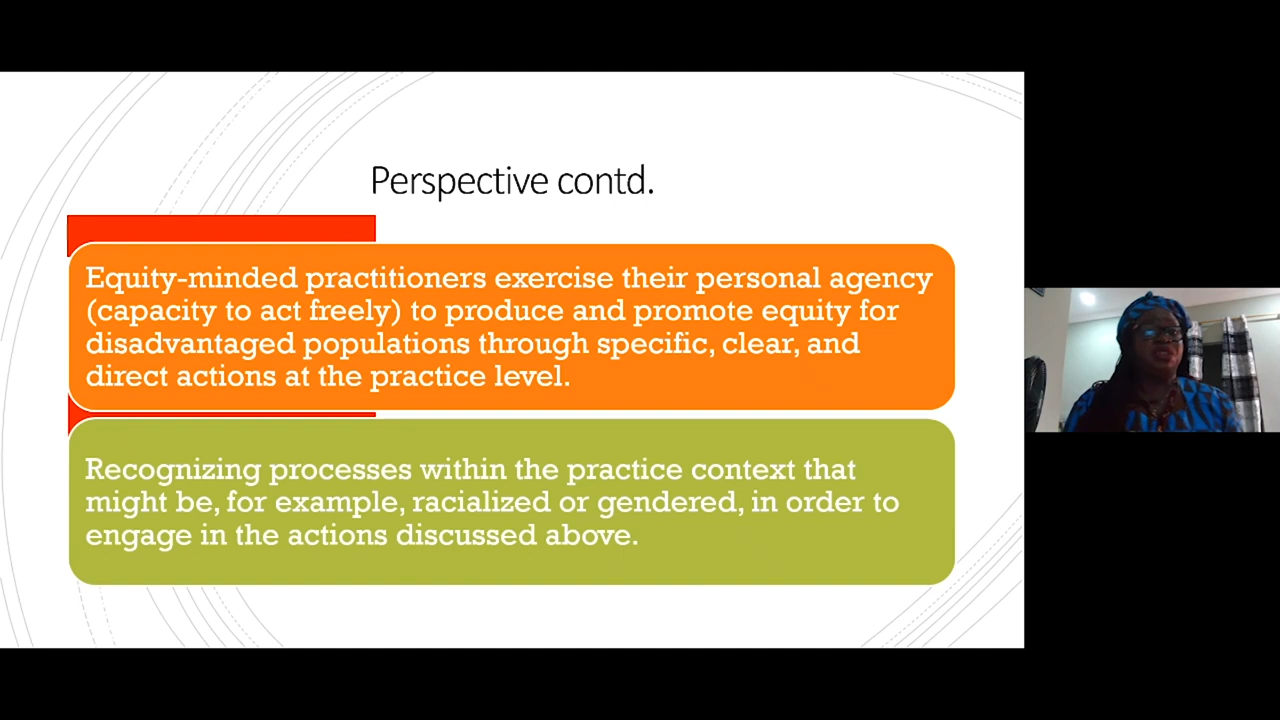 Perspective contd.
Equity-minded practitioners exercise their personal agency
(capacity to act freely) to produce and promote equity for
disadvantaged populations through specific, clear, and
direct actions at the practice level.
Recognizing processes within the practice context that
might be, for example, racialized or gendered, in order to
engage in the actions discussed above.